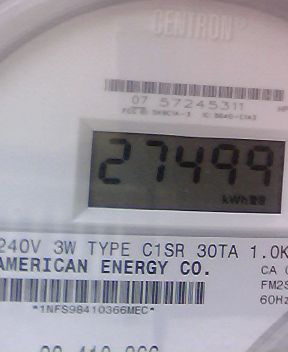 CENTRON
07 57245311
27499
kWh
240V 3W TYPE C1SR 30TA 1.0K
AMERICAN ENERGY CO.
CA
FM2S
60Hz
*1NFS98410366MEC*